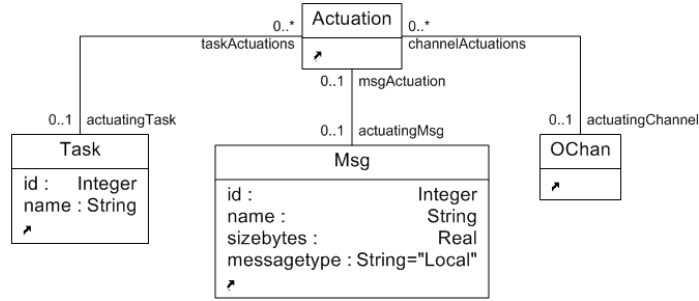 Actuation
0..*
0..*
taskActuations
channelActuations
0..1 msgActuation
0..1 actuatingTask
0..1 actuatingMsg
0..1 actuatingChannel
Task
id : Integer
name : String
Msg
id : Integer
name : String
sizebytes : Real
messagetype : String="Local"
OChan